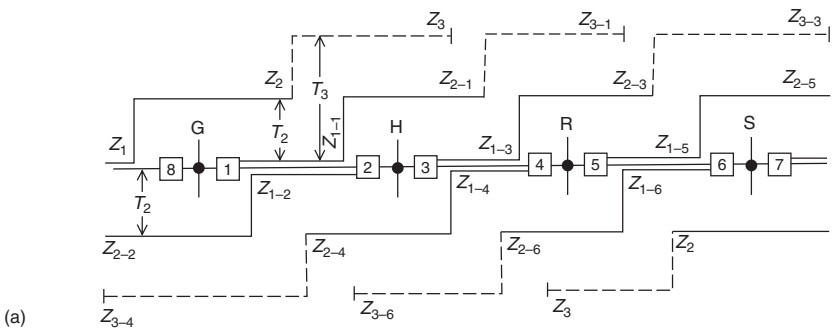 Z3 Z3–1 Z3–3
Z2 Z2–1 Z2–3 Z2–5
T3
G T2 Z1–1 H R S
Z1 Z1–3 Z1–5
8 1 2 3 4 5 6 7
T2 Z1–2 Z1–4 Z1–6
Z2–2 Z2–4 Z2–6 Z2
(a) Z3–4 Z3–6 Z3